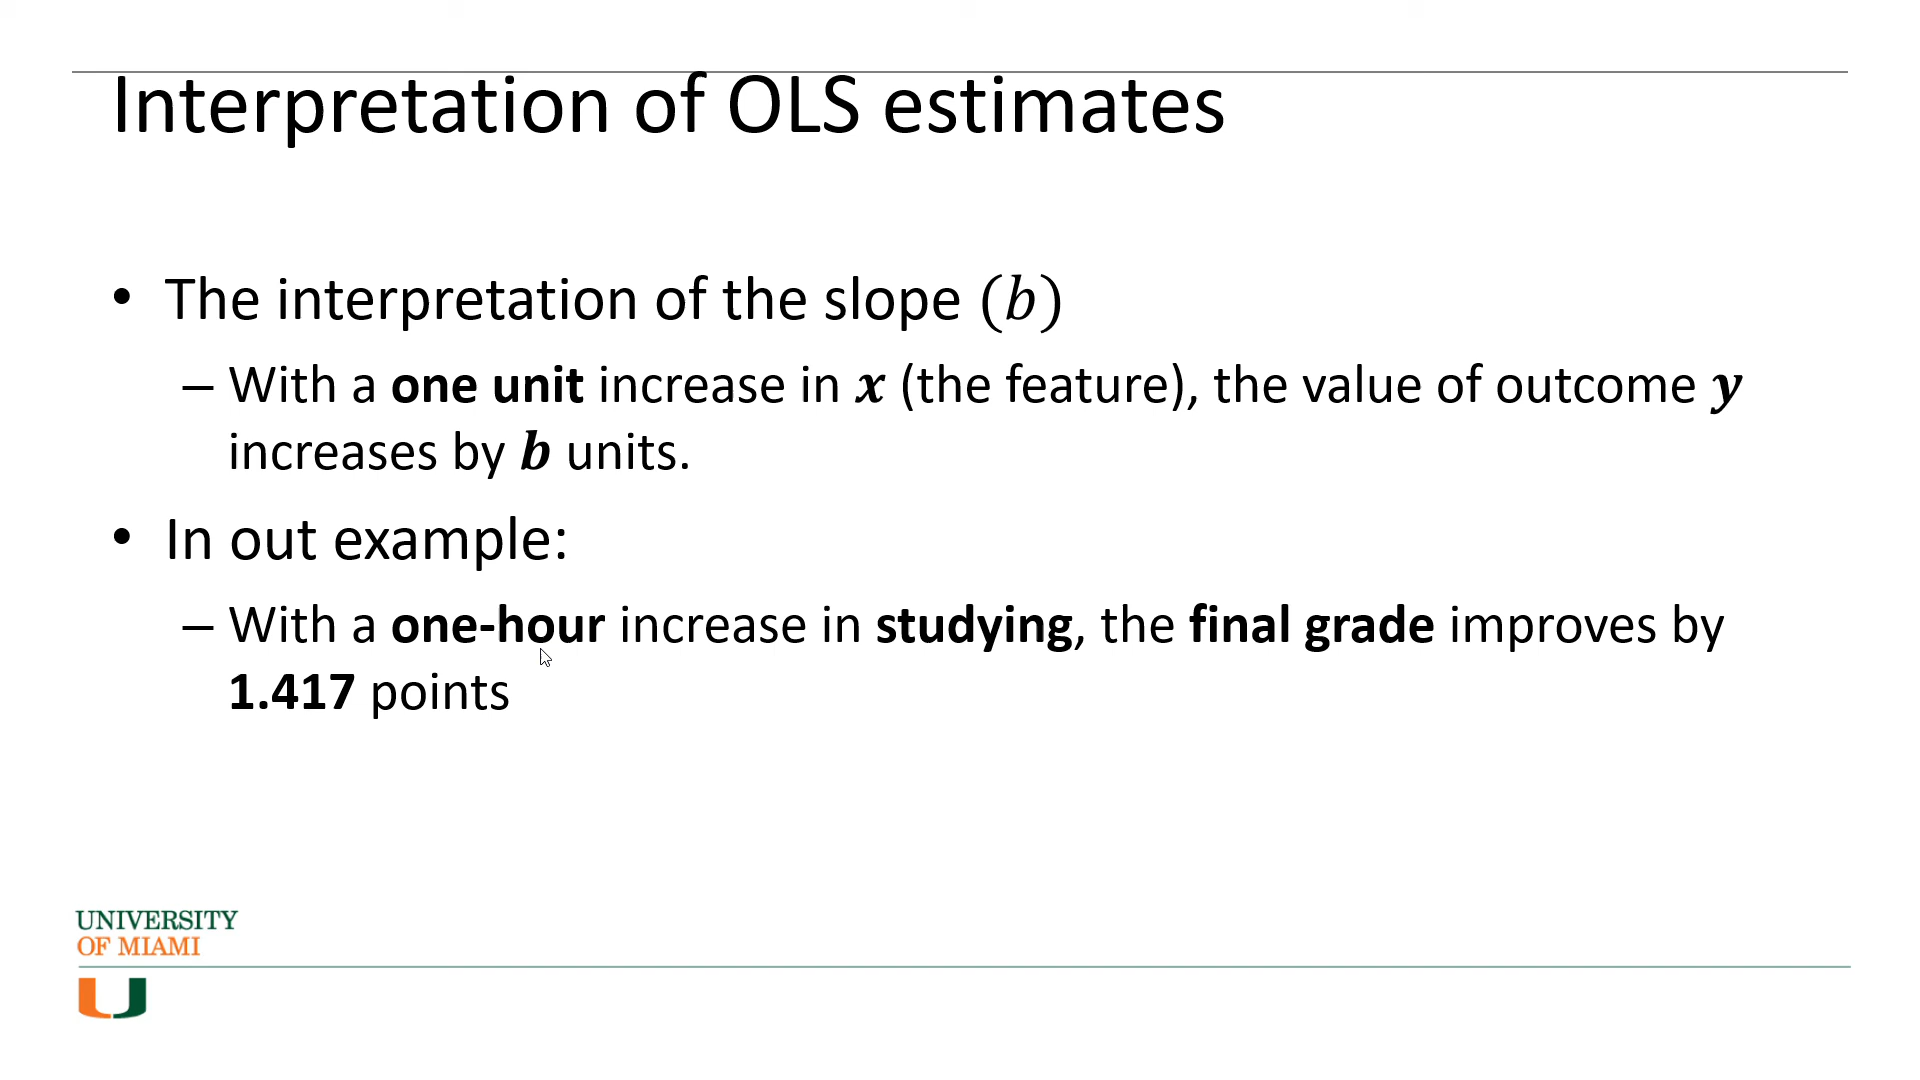 Interpretation of OLS estimates
• The interpretation of the slope (b)
– With a one unit increase in x (the feature), the value of outcome y
increases by b units.
• In out example:
– With a one-hour increase in studying, the final grade improves by
1.417 points
UNIVERSITY
OF MIAMI